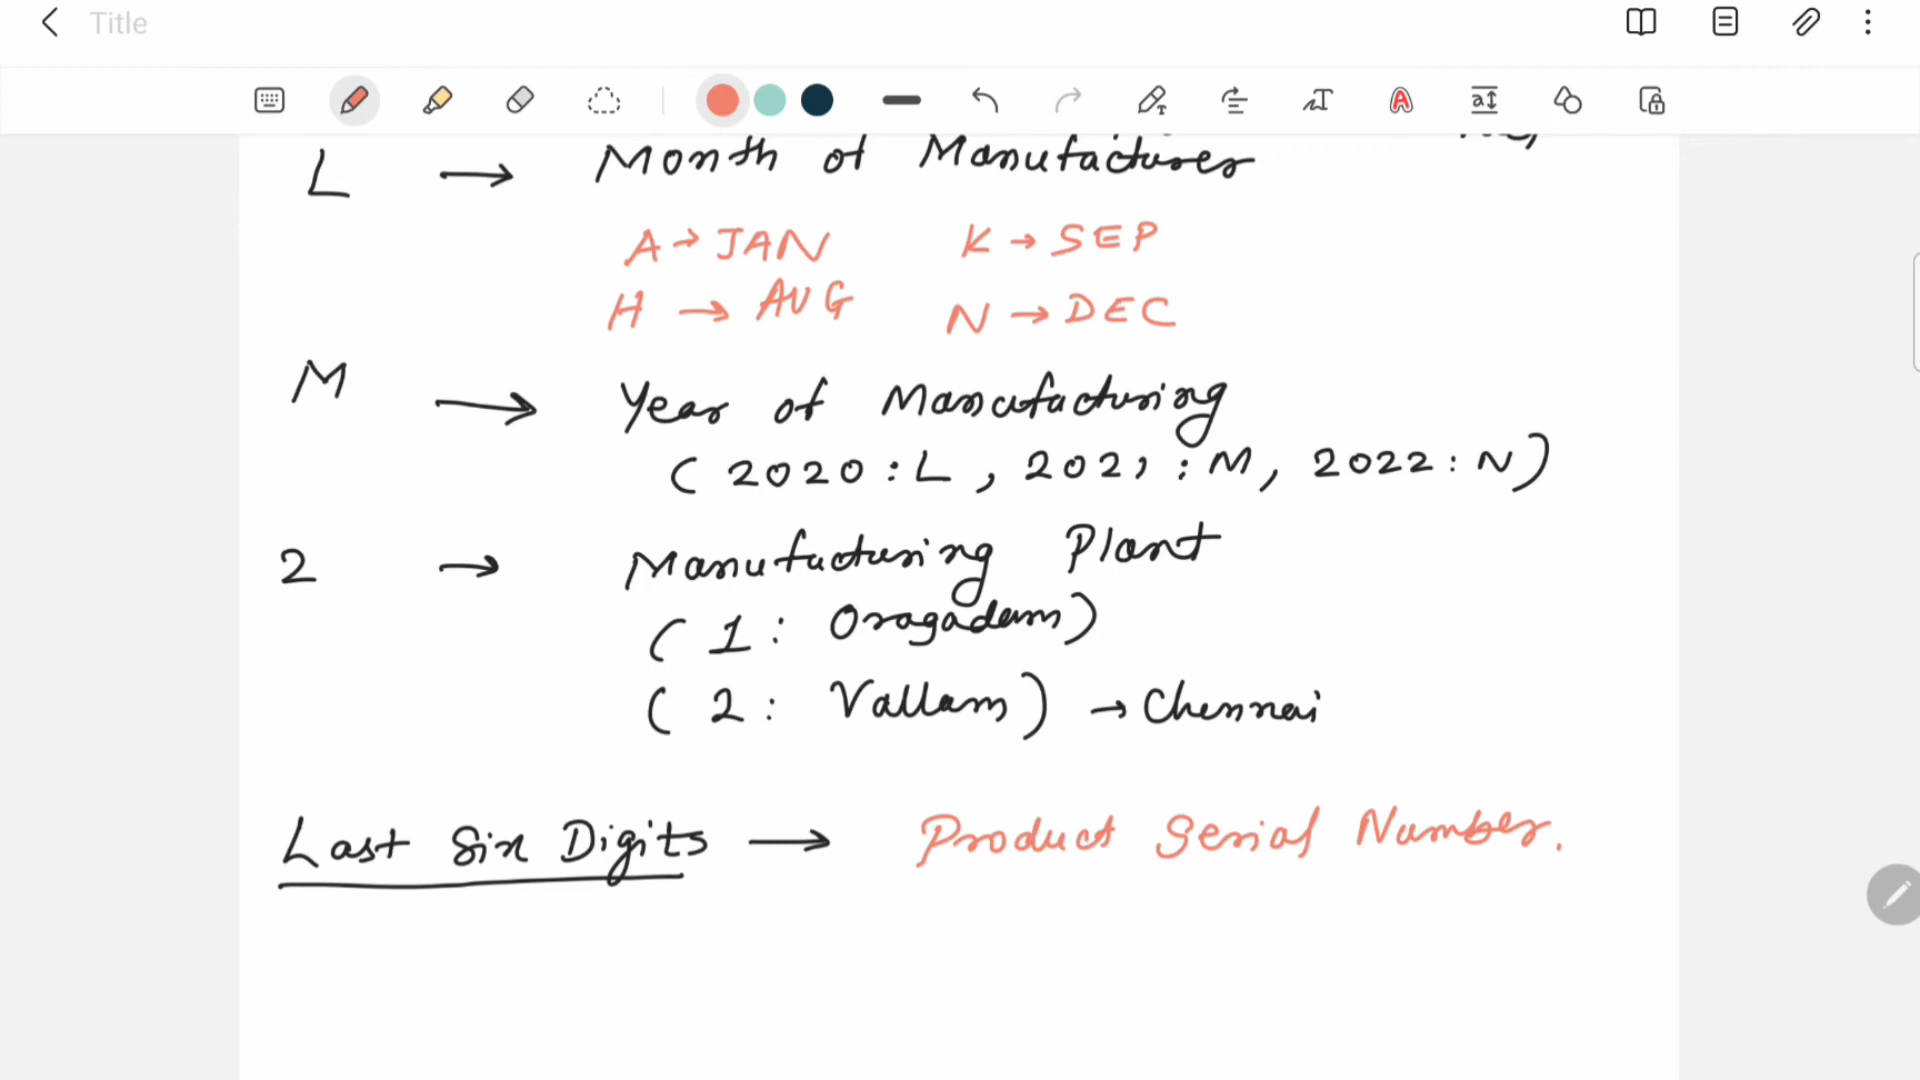 Title
L → Month of Manufacturer
A → JAN K → SEP
H → AUG N → DEC
M → Year of Manufacturing
( 2020 : L , 2021 : M , 2022 : N )
2 → Manufacturing Plant
( 1 : Oragadam )
( 2 : Vallam ) → Chennai
Last Six Digits → Product Serial Number.